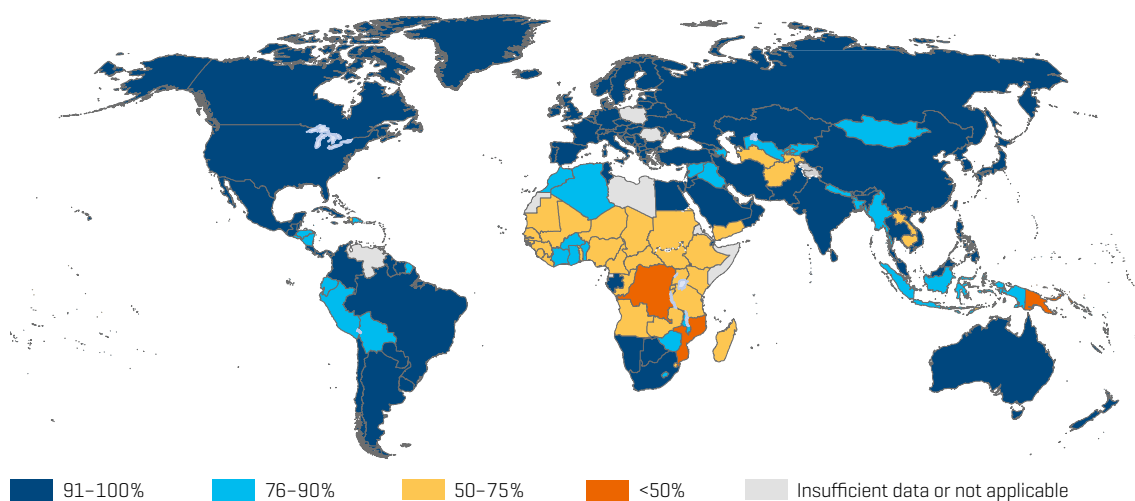 91–100% 76–90% 50–75% <50% Insufficient data or not applicable